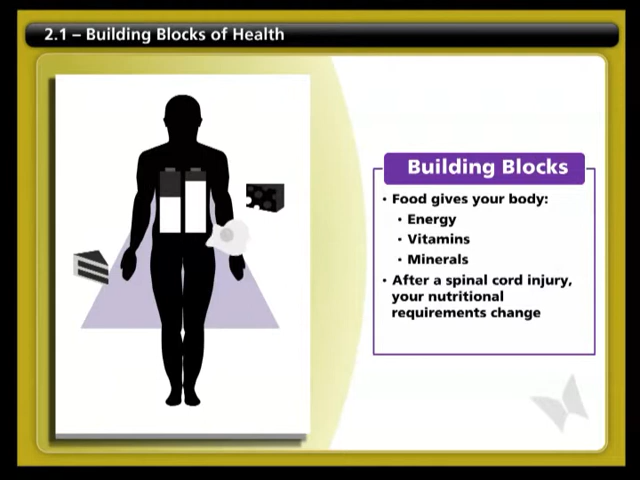 2.1 – Building Blocks of Health
Building Blocks
• Food gives your body:
• Energy
• Vitamins
• Minerals
• After a spinal cord injury,
your nutritional
requirements change